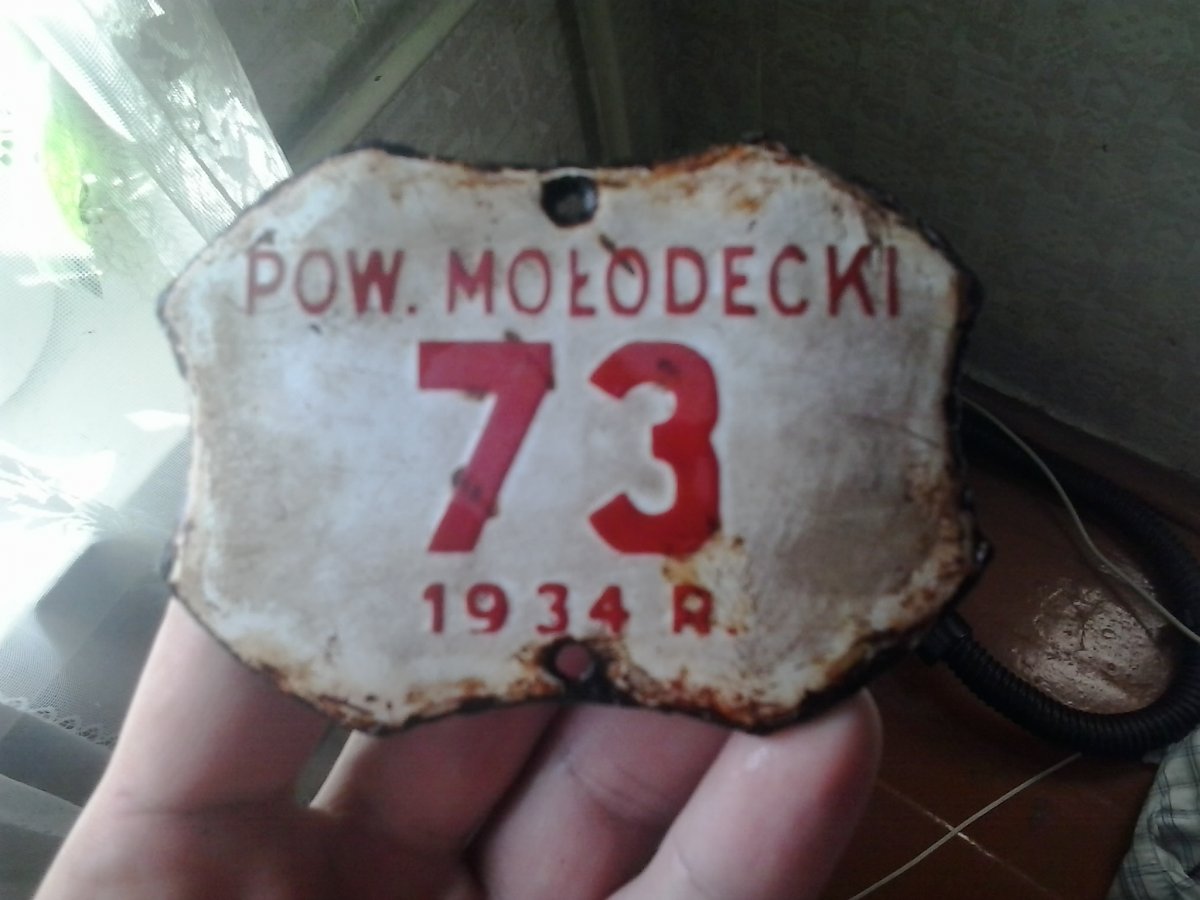 POW. MOŁODECKI
73
1934 R.